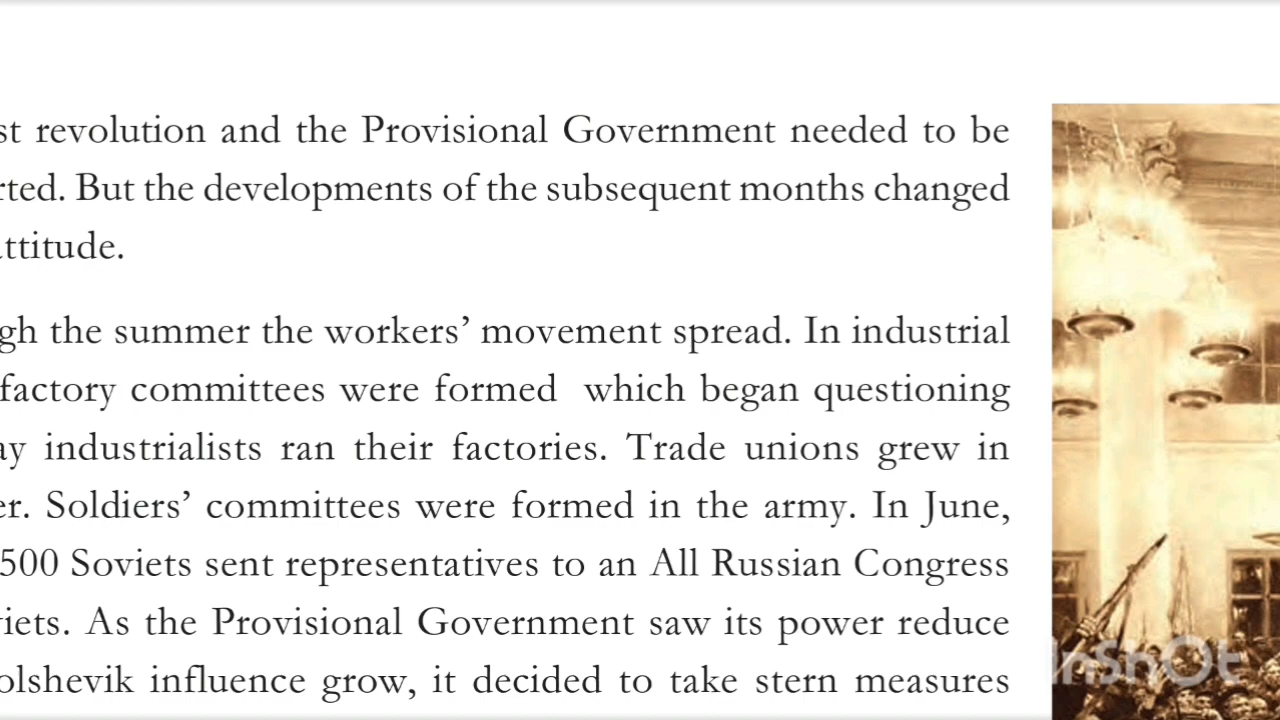 st revolution and the Provisional Government needed to be
rted. But the developments of the subsequent months changed
attitude.
gh the summer the workers’ movement spread. In industrial
factory committees were formed which began questioning
ay industrialists ran their factories. Trade unions grew in
er. Soldiers’ committees were formed in the army. In June,
500 Soviets sent representatives to an All Russian Congress
viets. As the Provisional Government saw its power reduce
olshevik influence grow, it decided to take stern measures
InShOt